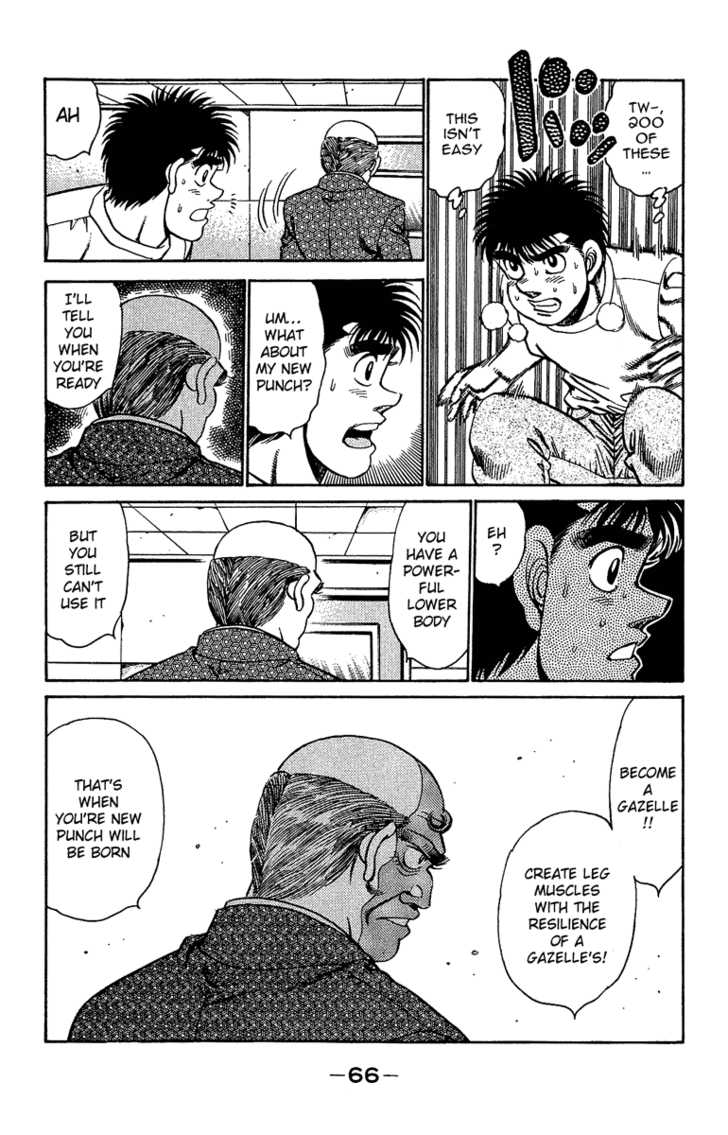 TW-,
200
OF
THESE
...
THIS
ISN'T
EASY
AH
UM...
WHAT
ABOUT
MY NEW
PUNCH?
I'LL
TELL
YOU
WHEN
YOU'RE
READY
EH
?
YOU
HAVE A
POWER-
FUL
LOWER
BODY
BUT
YOU
STILL
CAN'T
USE IT
BECOME
A
GAZELLE
!!
CREATE LEG
MUSCLES
WITH THE
RESILIENCE
OF A
GAZELLE'S!
THAT'S
WHEN
YOU'RE NEW
PUNCH WILL
BE BORN
—66—